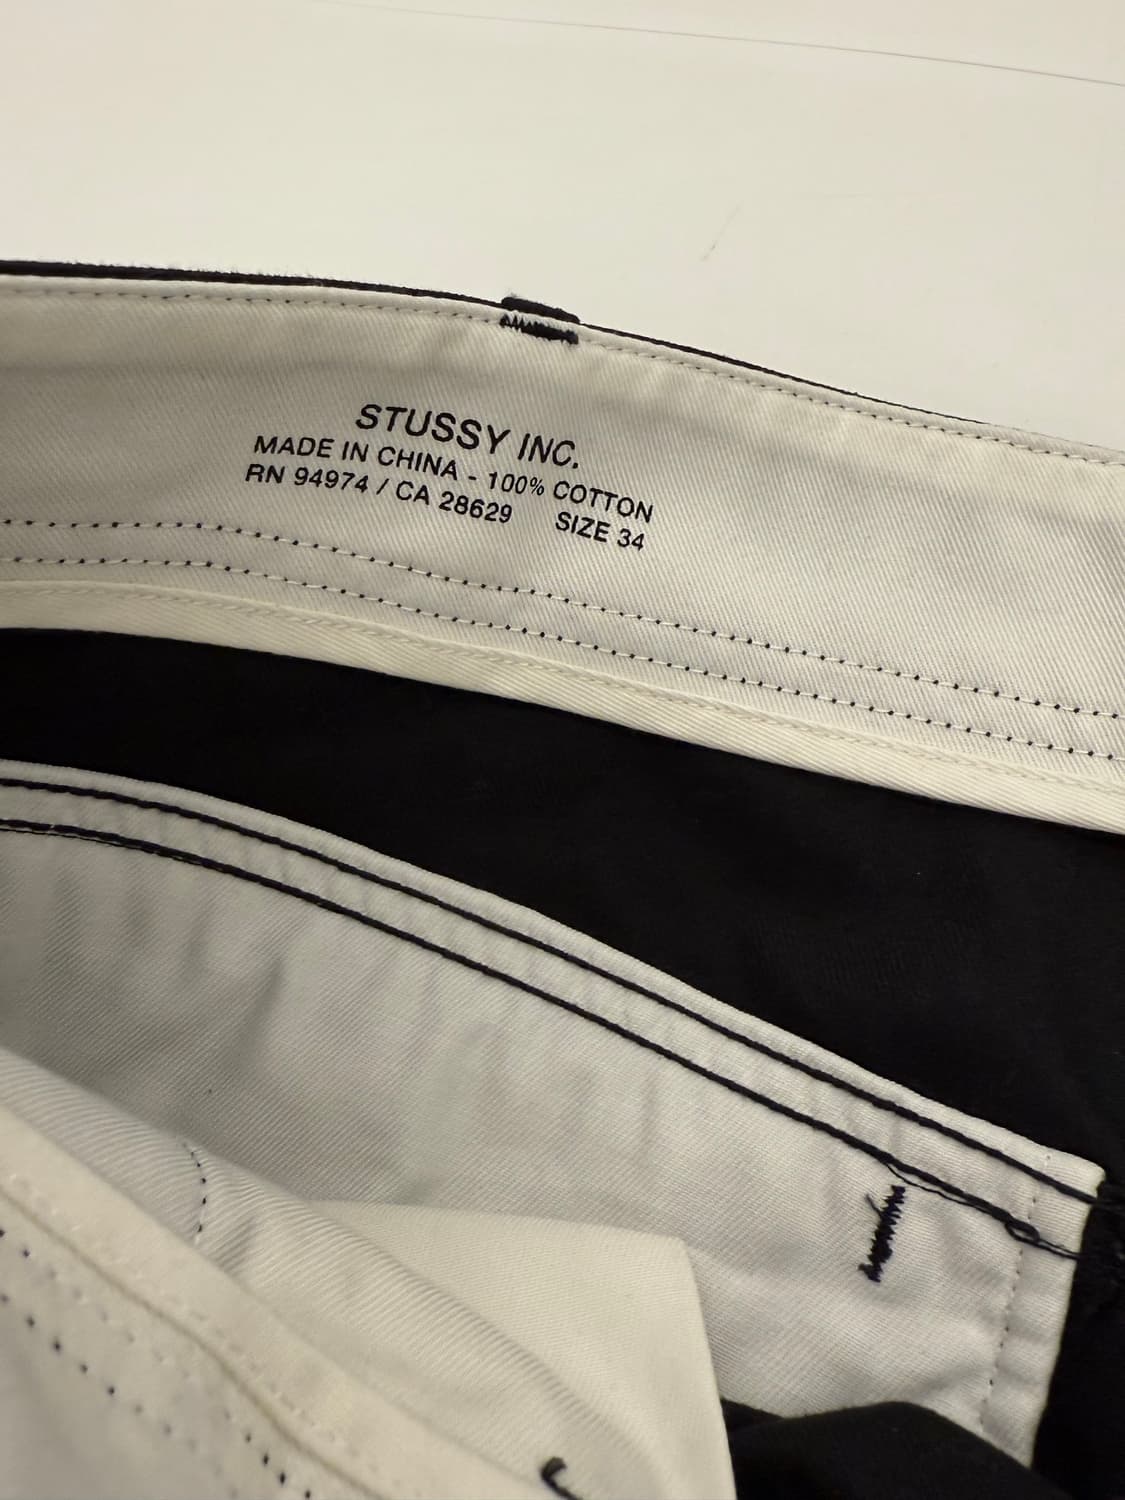 STUSSY INC.
MADE IN CHINA - 100% COTTON
RN 94974 / CA 28629 SIZE 34